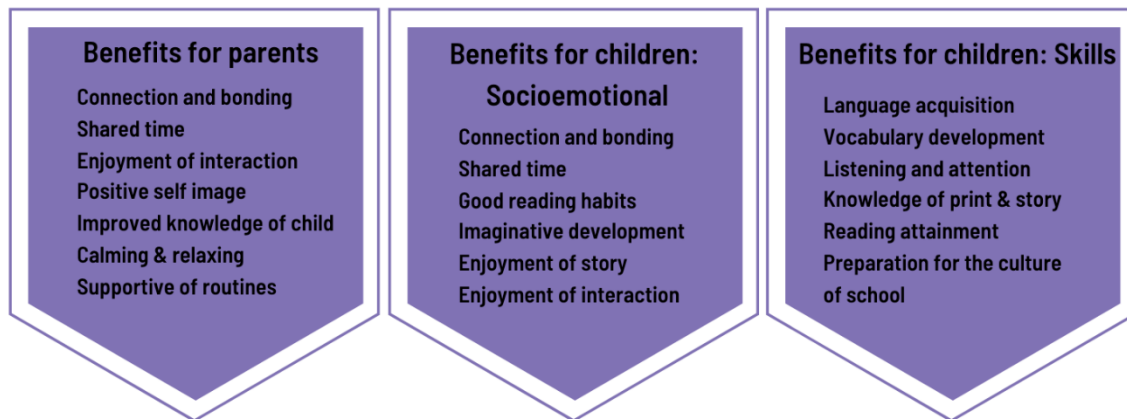 Benefits for parents
Connection and bonding
Shared time
Enjoyment of interaction
Positive self image
Improved knowledge of child
Calming & relaxing
Supportive of routines
Benefits for children:
Socioemotional
Connection and bonding
Shared time
Good reading habits
Imaginative development
Enjoyment of story
Enjoyment of interaction
Benefits for children: Skills
Language acquisition
Vocabulary development
Listening and attention
Knowledge of print & story
Reading attainment
Preparation for the culture
of school